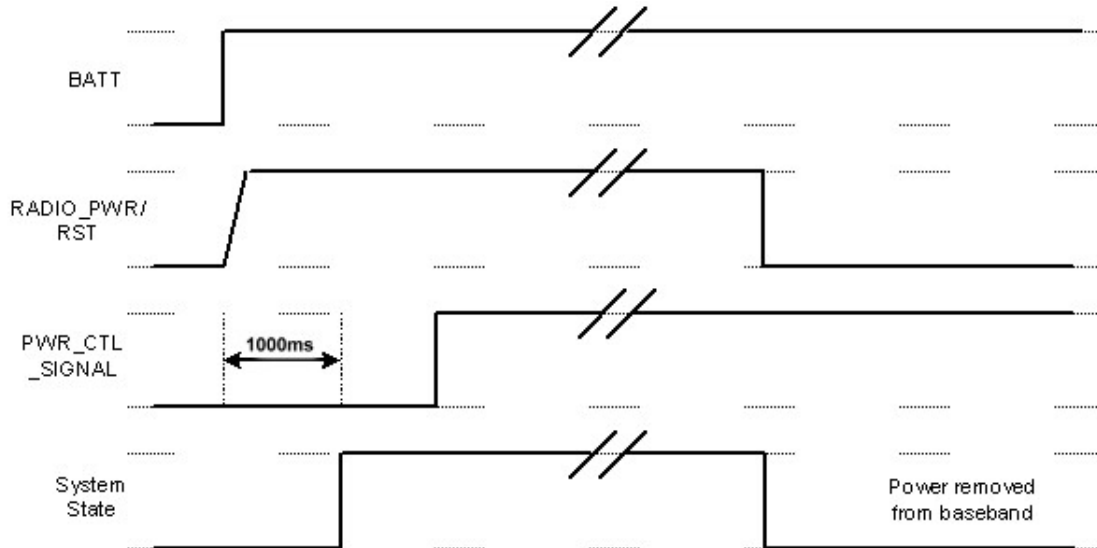 BATT
RADIO_PWR/
RST
PWR_CTL
_SIGNAL
1000ms
System
State
Power removed
from baseband